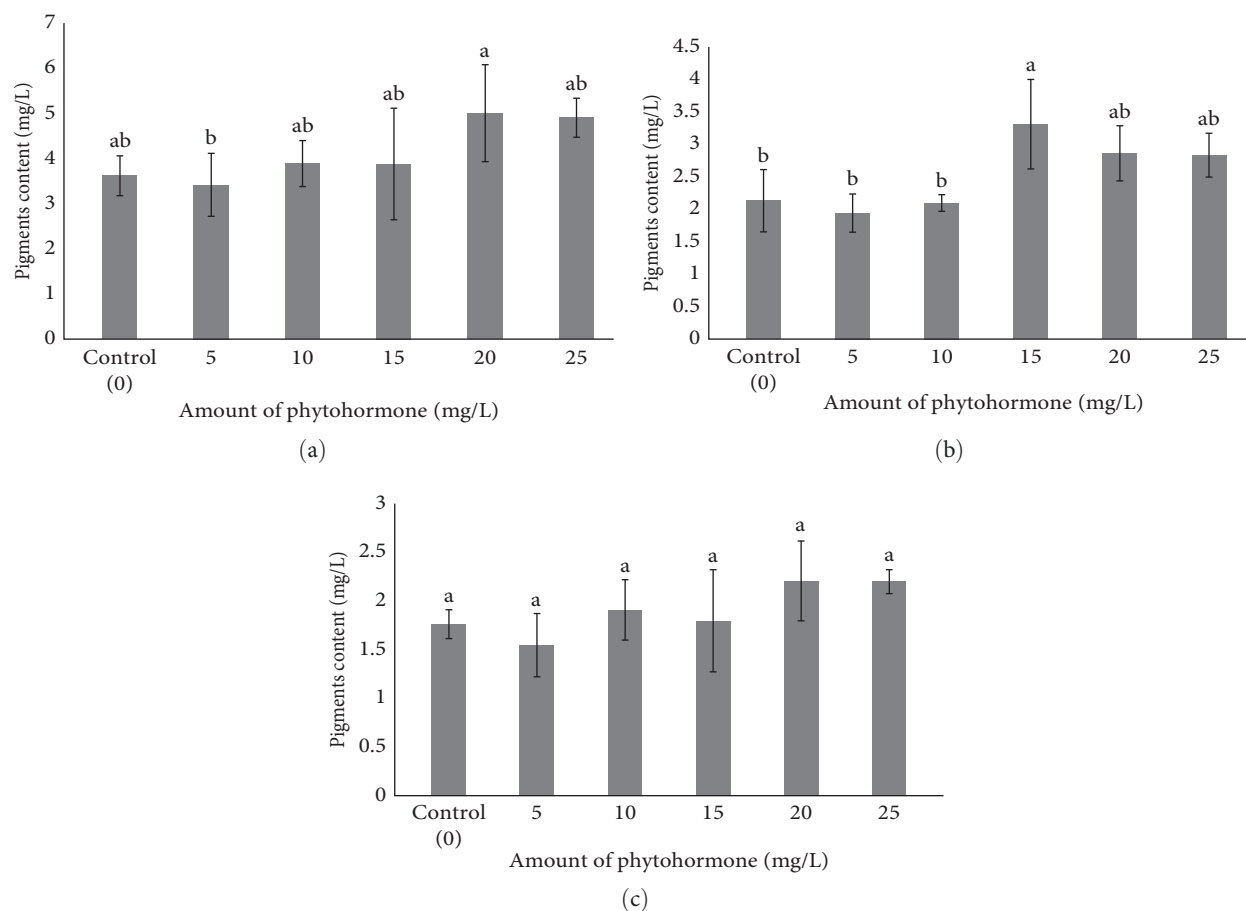 7
6
5
4
3
2
1
0
Pigments content (mg/L)
ab
b
ab
ab
a
ab
Control
(0)
5
10
15
20
25
Amount of phytohormone (mg/L)
(a)
4.5
4
3.5
3
2.5
2
1.5
1
0.5
0
Pigments content (mg/L)
b
b
b
a
ab
ab
Control
(0)
5
10
15
20
25
Amount of phytohormone (mg/L)
(b)
3
2.5
2
1.5
1
0.5
0
Pigments content (mg/L)
a
a
a
a
a
a
Control
(0)
5
10
15
20
25
Amount of phytohormone (mg/L)
(c)